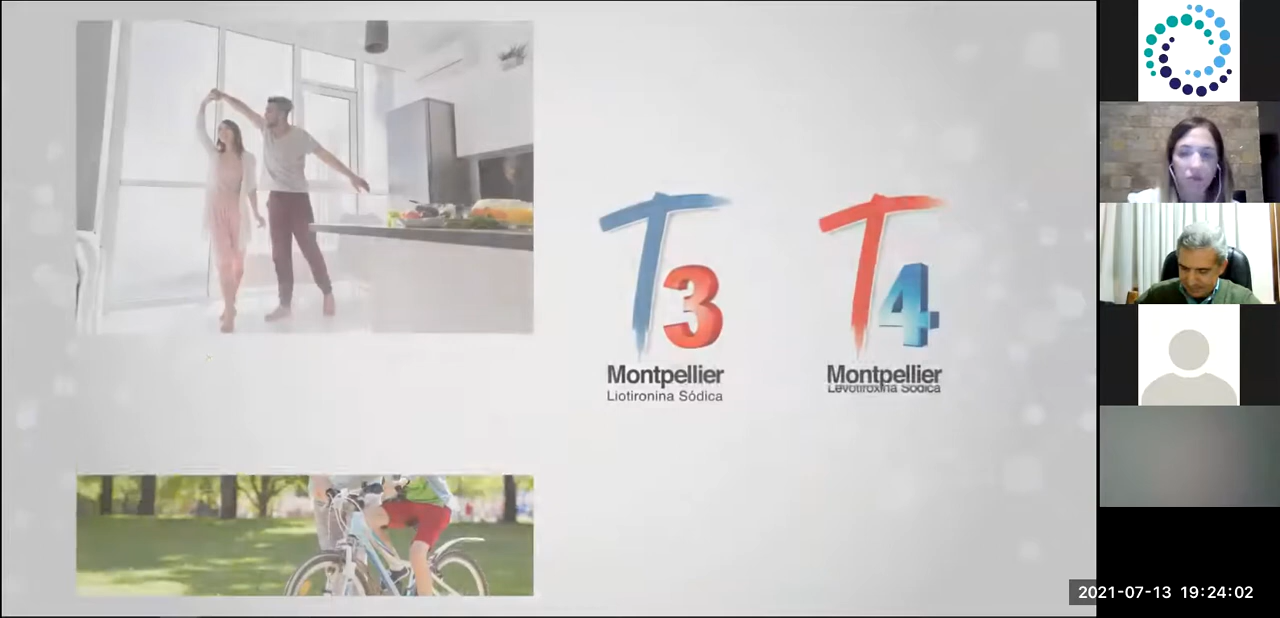 T3
Montpellier
Liotironina Sódica
T4
Montpellier
Levotiroxina Sódica
2021-07-13 19:24:02